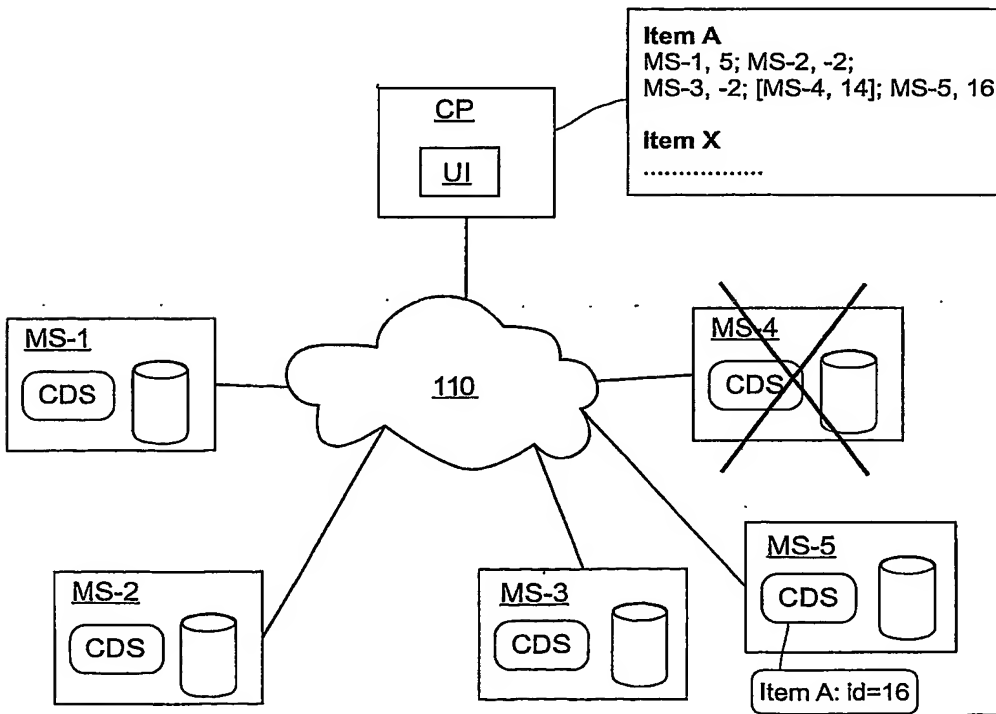 Item A
MS-1, 5; MS-2, -2;
MS-3, -2; [MS-4, 14]; MS-5, 16
Item X
.................
CP
UI
MS-1
CDS
110
MS-4
CDS
MS-2
CDS
MS-3
CDS
MS-5
CDS
Item A: id=16